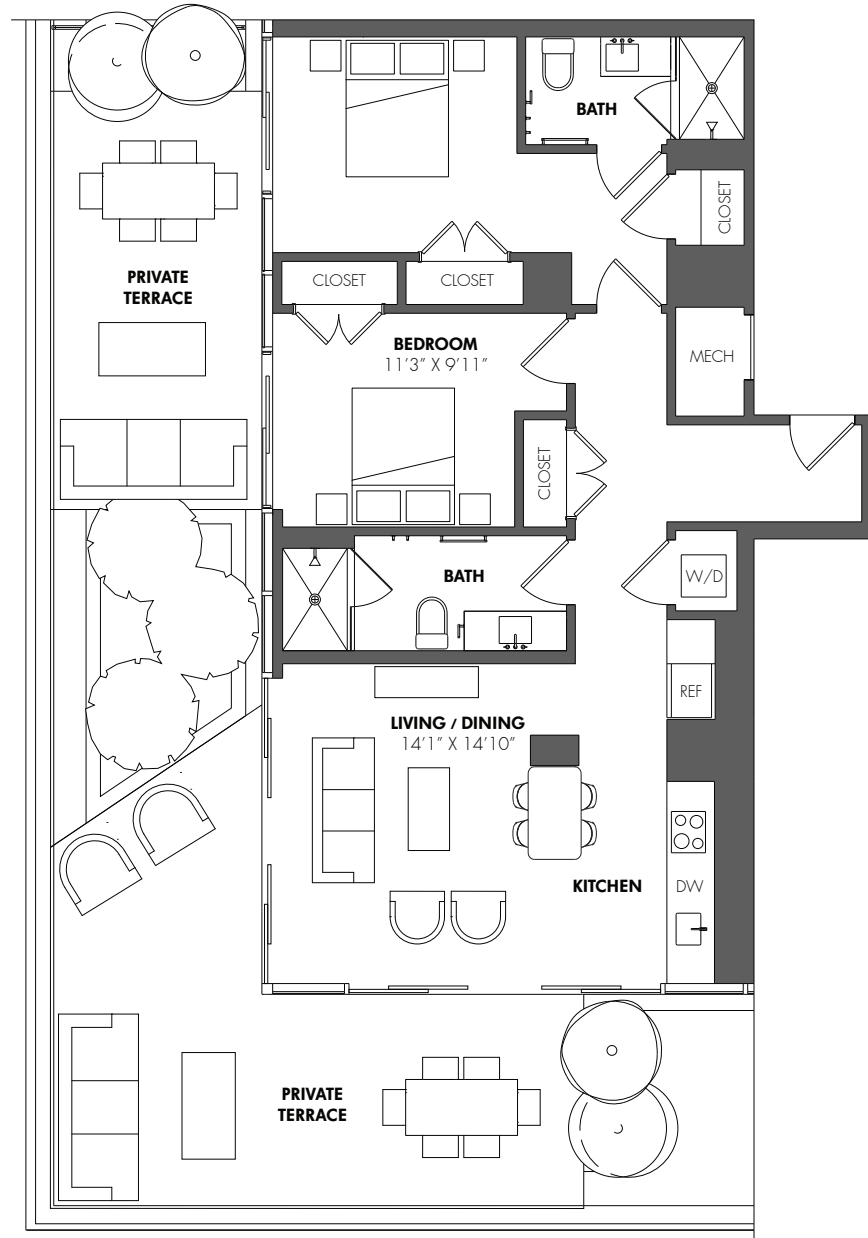 BATH
CLOSET
PRIVATE
TERRACE
CLOSET
CLOSET
BEDROOM
11'3" X 9'11"
MECH
CLOSET
BATH
W/D
REF
LIVING / DINING
14'1" X 14'10"
KITCHEN
DW
PRIVATE
TERRACE